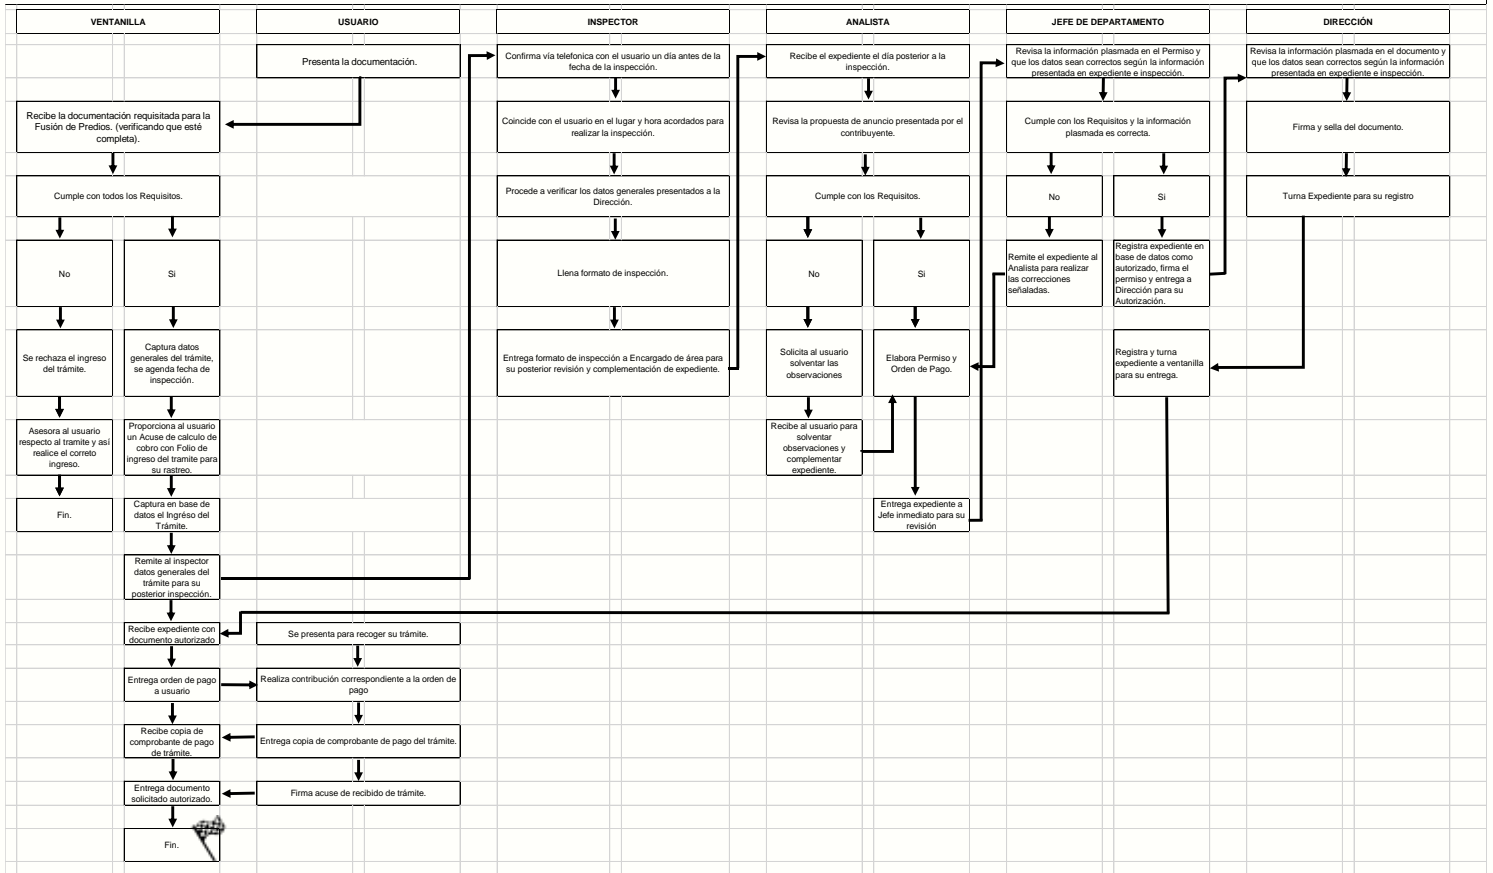 VENTANILLA
USUARIO
INSPECTOR
ANALISTA
JEFE DE DEPARTAMENTO
DIRECCIÓN
Presenta la documentación.
Recibe la documentación requisitada para la
Fusión de Predios. (verificando que esté
completa).
Cumple con todos los Requisitos.
No
Si
Se rechaza el ingreso
del trámite.
Captura datos
generales del trámite,
se agenda fecha de
inspección.
Asesora al usuario
respecto al tramite y así
realice el correto
ingreso.
Proporciona al usuario
un Acuse de calculo de
cobro con Folio de
ingreso del tramite para
su rastreo.
Fin.
Captura en base de
datos el Ingréso del
Trámite.
Remite al inspector
datos generales del
trámite para su
posterior inspección.
Recibe expediente con
documento autorizado
Se presenta para recoger su trámite.
Entrega orden de pago
a usuario
Realiza contribución correspondiente a la orden de
pago
Recibe copia de
comprobante de pago
de trámite.
Entrega copia de comprobante de pago del trámite.
Entrega documento
solicitado autorizado.
Firma acuse de recibido de trámite.
Fin.
Confirma vía telefonica con el usuario un día antes de la
fecha de la inspección.
Coincide con el usuario en el lugar y hora acordados para
realizar la inspección.
Procede a verificar los datos generales presentados a la
Dirección.
Llena formato de inspección.
Entrega formato de inspección a Encargado de área para
su posterior revisión y complementación de expediente.
Recibe el expediente el día posterior a la
inspección.
Revisa la propuesta de anuncio presentada por el
contribuyente.
Cumple con los Requisitos.
No
Si
Solicita al usuario
solventar las
observaciones
Elabora Permiso y
Orden de Pago.
Recibe al usuario para
solventar
observaciones y
complementar
expediente.
Entrega expediente a
Jefe inmediato para su
revisión
Revisa la información plasmada en el Permiso y
que los datos sean correctos según la información
presentada en expediente e inspección.
Cumple con los Requisitos y la información
plasmada es correcta.
No
Si
Remite el expediente al
Analista para realizar
las correcciones
señaladas.
Registra expediente en
base de datos como
autorizado, firma el
permiso y entrega a
Dirección para su
Autorización.
Registra y turna
expediente a ventanilla
para su entrega.
Revisa la información plasmada en el documento y
que los datos sean correctos según la información
presentada en expediente e inspección.
Firma y sella del documento.
Turna Expediente para su registro